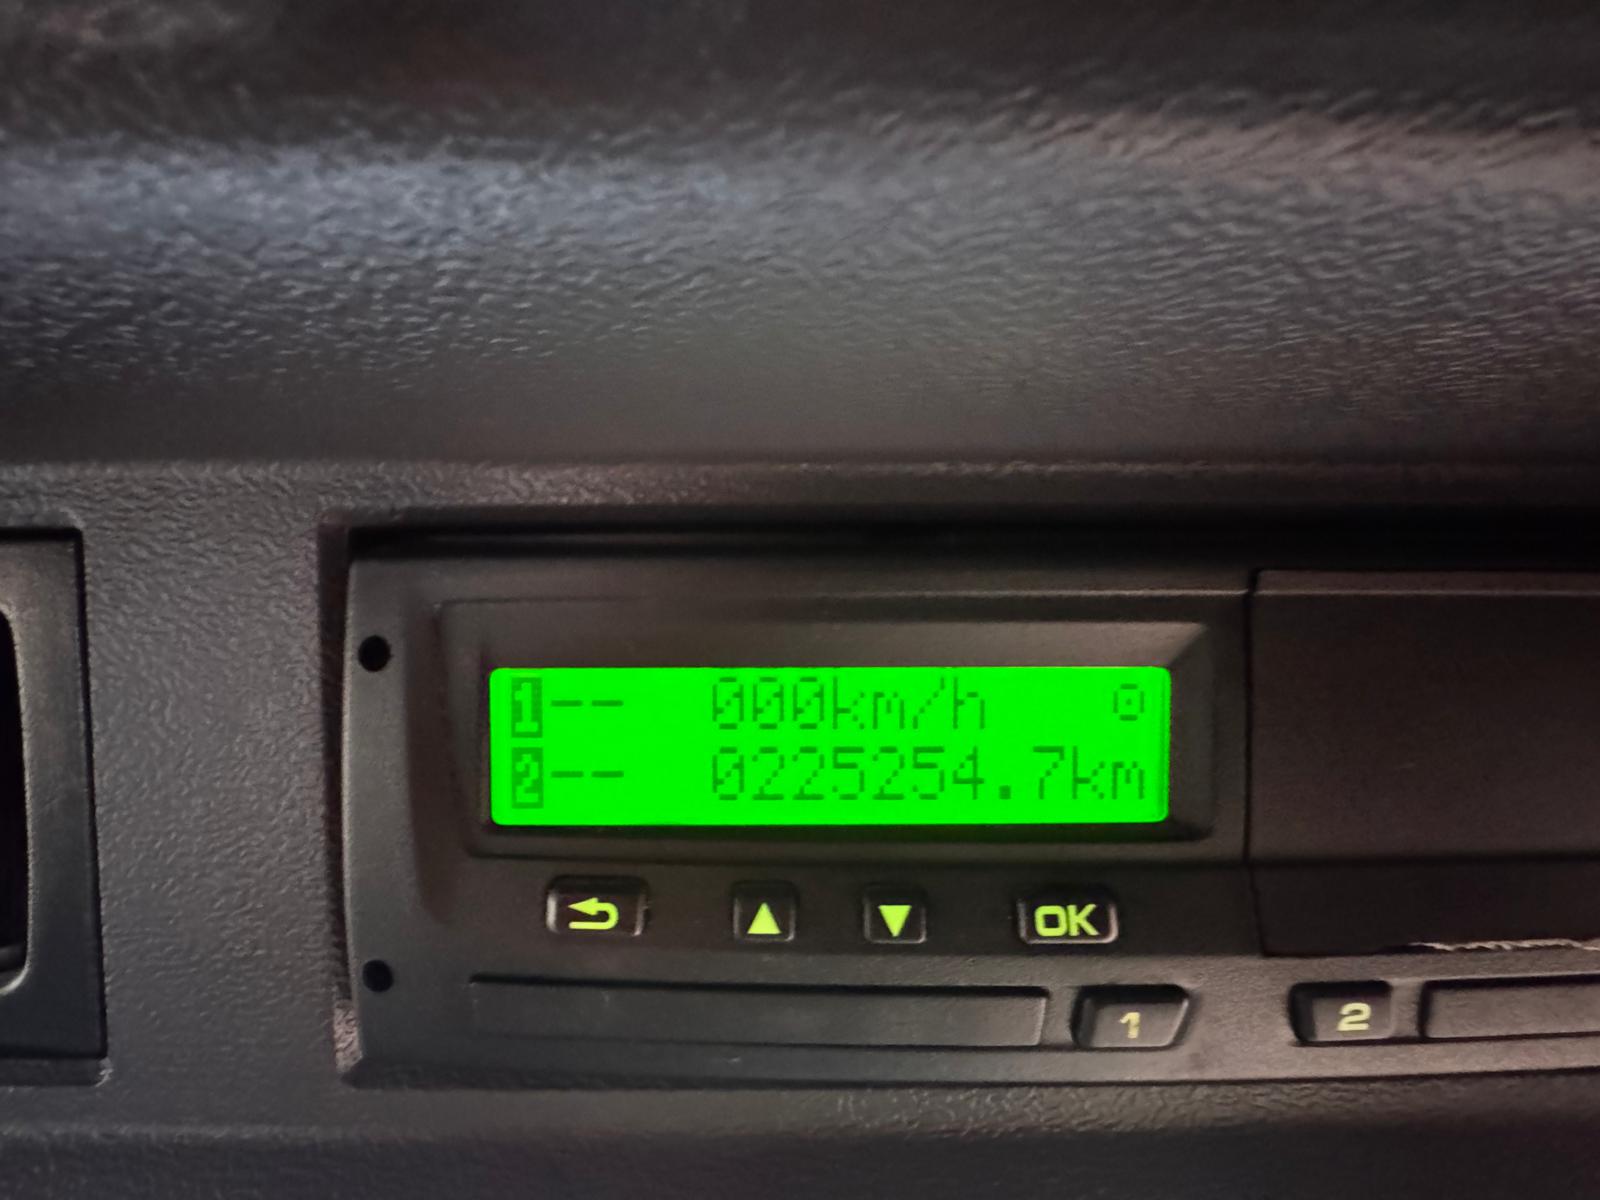 1-- 000km/h ⊙
2-- 0225254.7km
OK
1 2